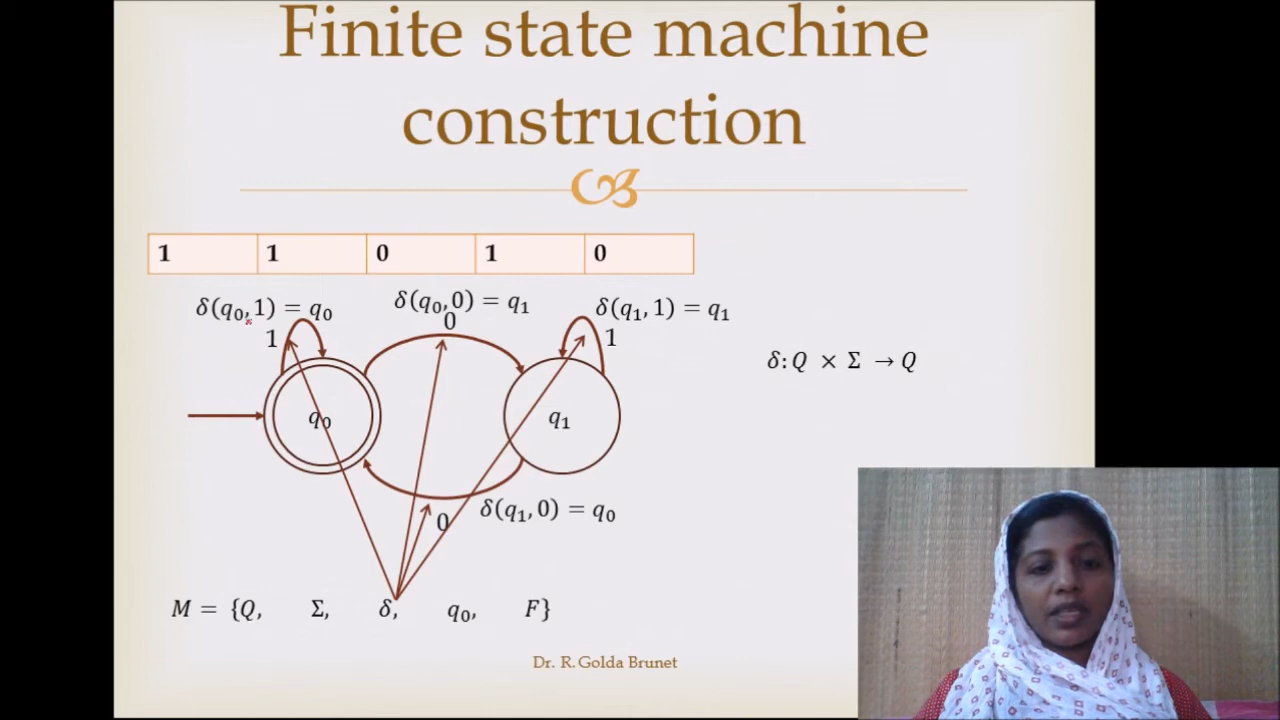 Finite state machine
construction
1 1 0 1 0
δ(q₀,1) = q₀ δ(q₀,0) = q₁ δ(q₁,1) = q₁
0
1 1
δ:Q × Σ → Q
q₀ q₁
δ(q₁,0) = q₀
0
M = {Q, Σ, δ, q₀, F}
Dr. R. Golda Brunet